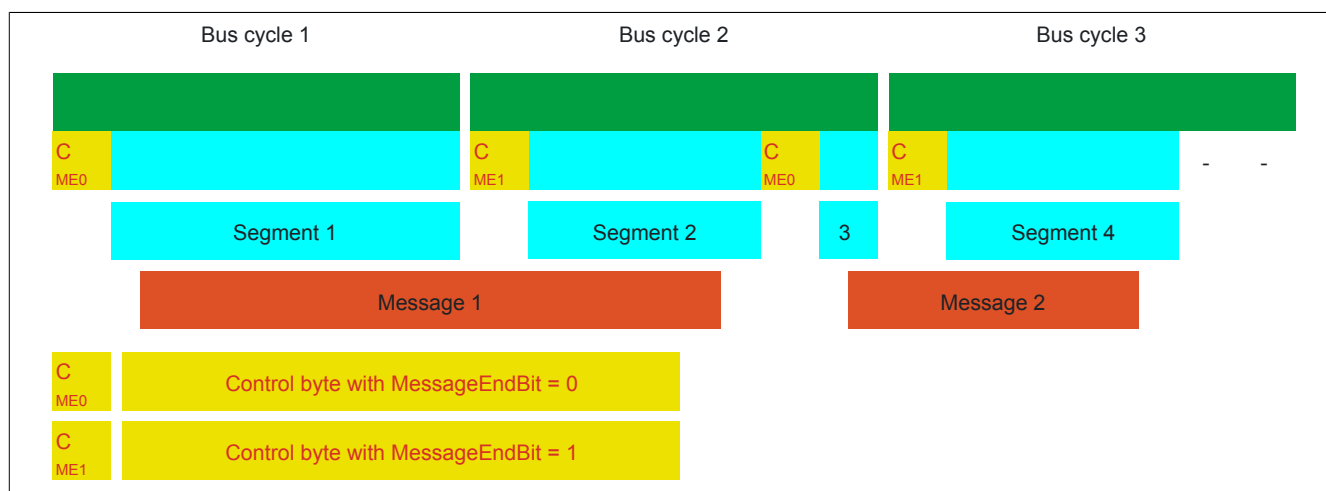 Bus cycle 1 Bus cycle 2 Bus cycle 3
C C C C - -
ME0 ME1 ME0 ME1
Segment 1 Segment 2 3 Segment 4
Message 1 Message 2
C Control byte with MessageEndBit = 0
ME0
C Control byte with MessageEndBit = 1
ME1